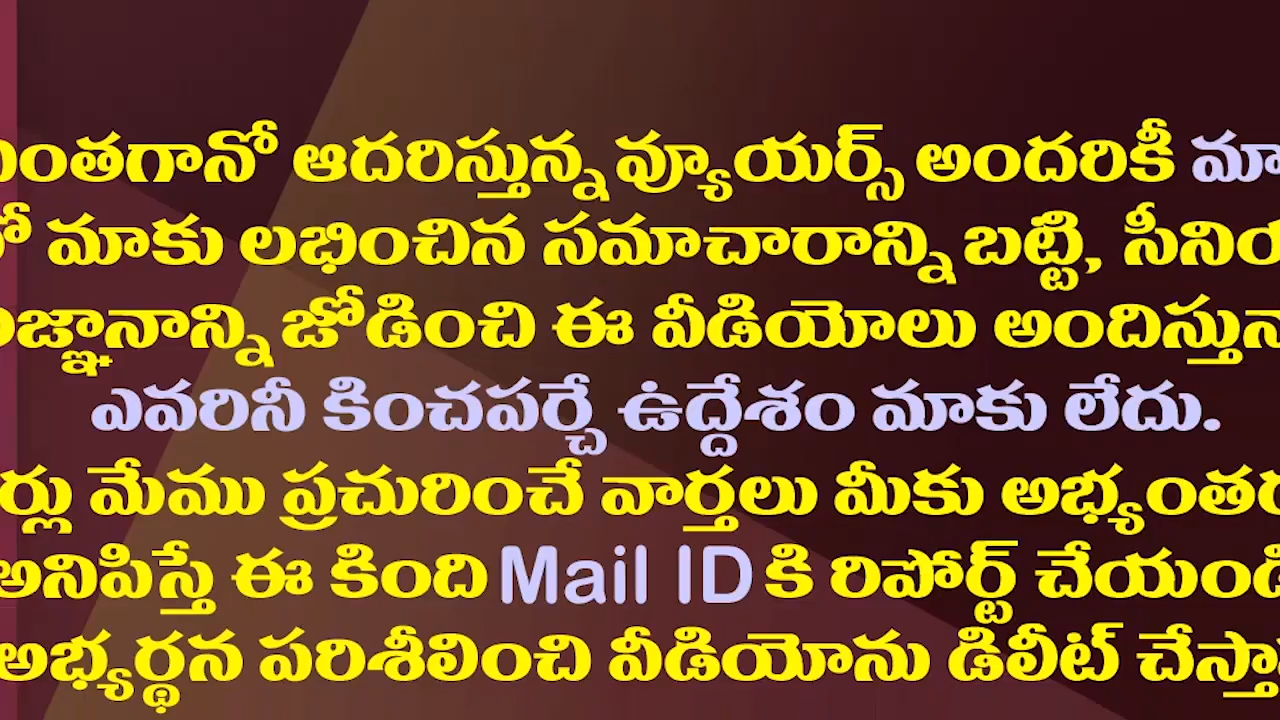 ఎంతగానో ఆదరిస్తున్న వ్యూయర్స్ అందరికీ మా
మాకు లభించిన సమాచారాన్ని బట్టి, సీనియ
జోడించి ఈ వీడియోలు అందిస్తున్నా
ఎవరినీ కించపర్చే ఉద్దేశం మాకు లేదు.
మేము ప్రచురించే వార్తలు మీకు అభ్యంతర
అనిపిస్తే ఈ కింది Mail ID కి రిపోర్ట్ చేయండి
అభ్యర్థన పరిశీలించి వీడియోను డిలీట్ చేస్తా